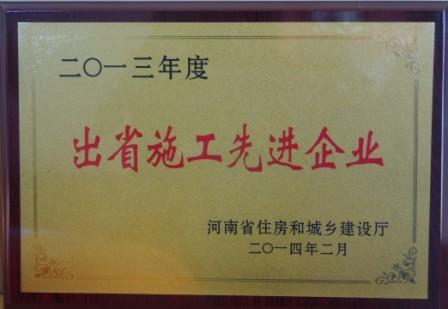 二〇一三年度
出省施工先进企业
河南省住房和城乡建设厅
二〇一四年二月